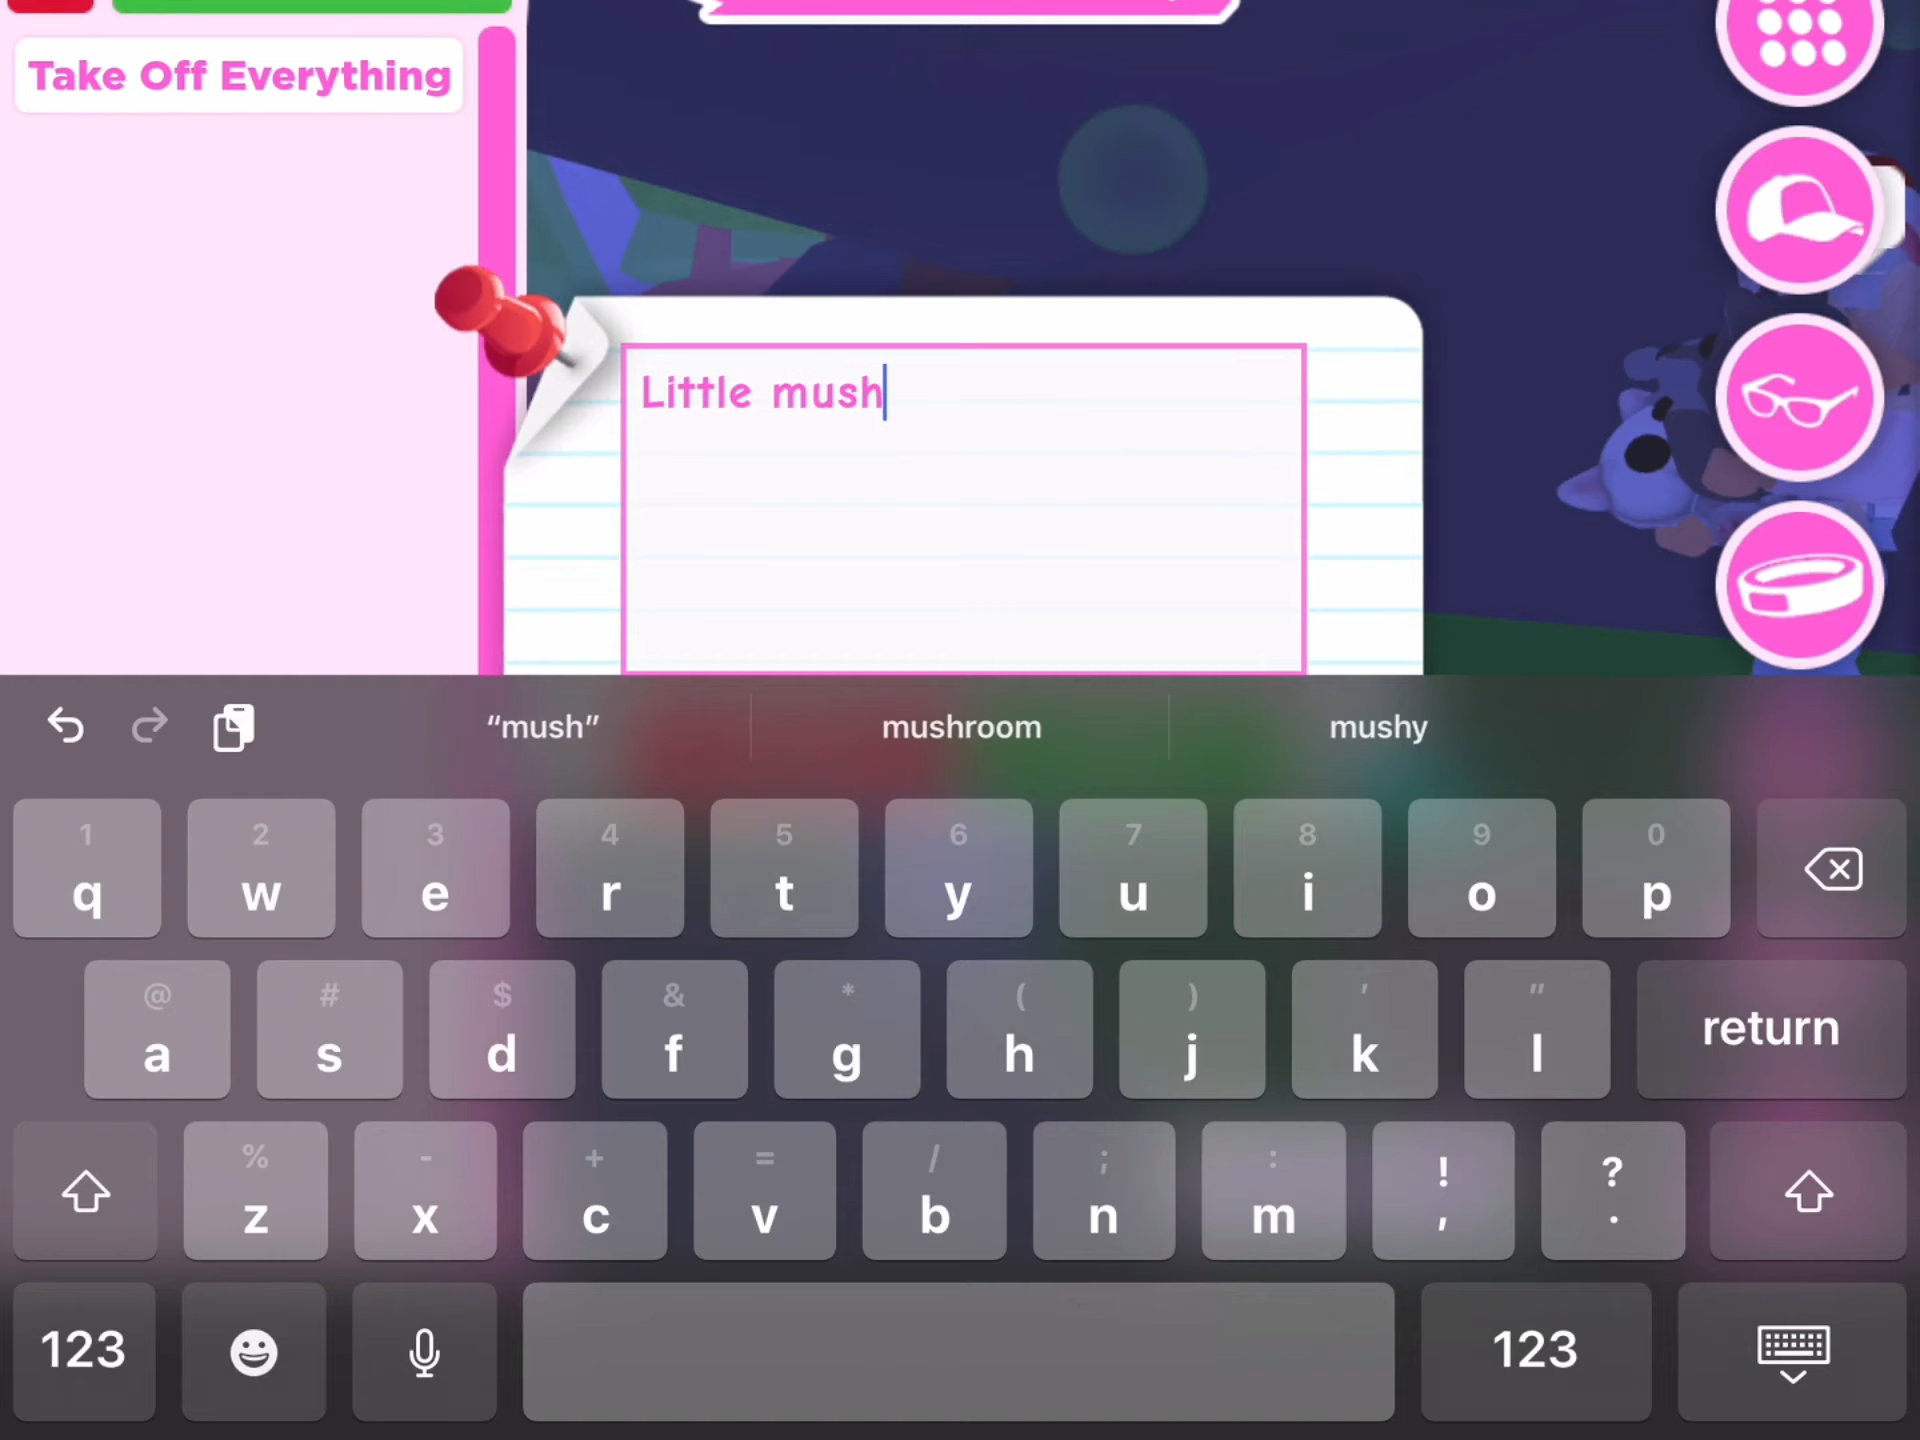 Take Off Everything
Little mush
“mush” mushroom mushy
1 2 3 4 5 6 7 8 9 0
q w e r t y u i o p
@ # $ & * ( ) ' "
a s d f g h j k l return
% - + = / ; : ! ?
z x c v b n m , .
123 123